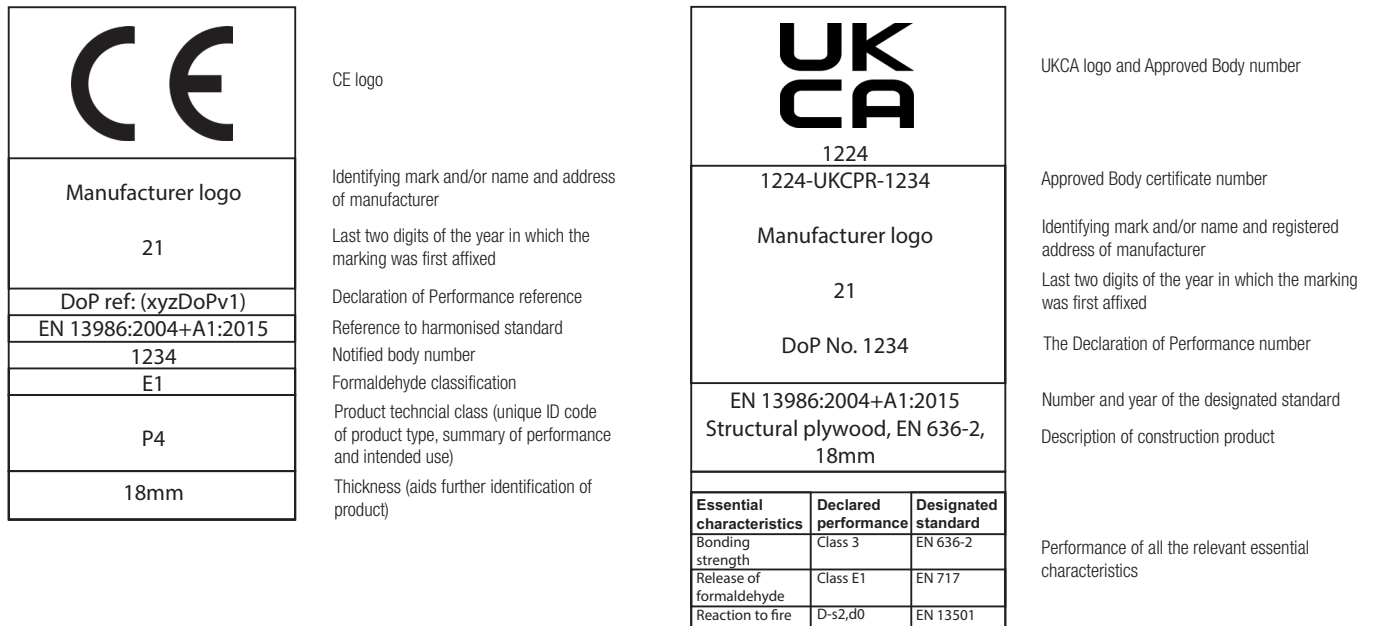 CE
CE logo
Manufacturer logo
Identifying mark and/or name and address
of manufacturer
21
Last two digits of the year in which the
marking was first affixed
DoP ref: (xyzDoPv1)
Declaration of Performance reference
EN 13986:2004+A1:2015
Reference to harmonised standard
1234
Notified body number
E1
Formaldehyde classification
P4
Product techncial class (unique ID code
of product type, summary of performance
and intended use)
18mm
Thickness (aids further identification of
product)
UK
CA
1224
UKCA logo and Approved Body number
1224-UKCPR-1234
Approved Body certificate number
Manufacturer logo
Identifying mark and/or name and registered
address of manufacturer
21
Last two digits of the year in which the marking
was first affixed
DoP No. 1234
The Declaration of Performance number
EN 13986:2004+A1:2015
Number and year of the designated standard
Structural plywood, EN 636-2,
18mm
Description of construction product
Essential
characteristics
Declared
performance
Designated
standard
Bonding
strength
Class 3
EN 636-2
Release of
formaldehyde
Class E1
EN 717
Reaction to fire
D-s2,d0
EN 13501
Performance of all the relevant essential
characteristics